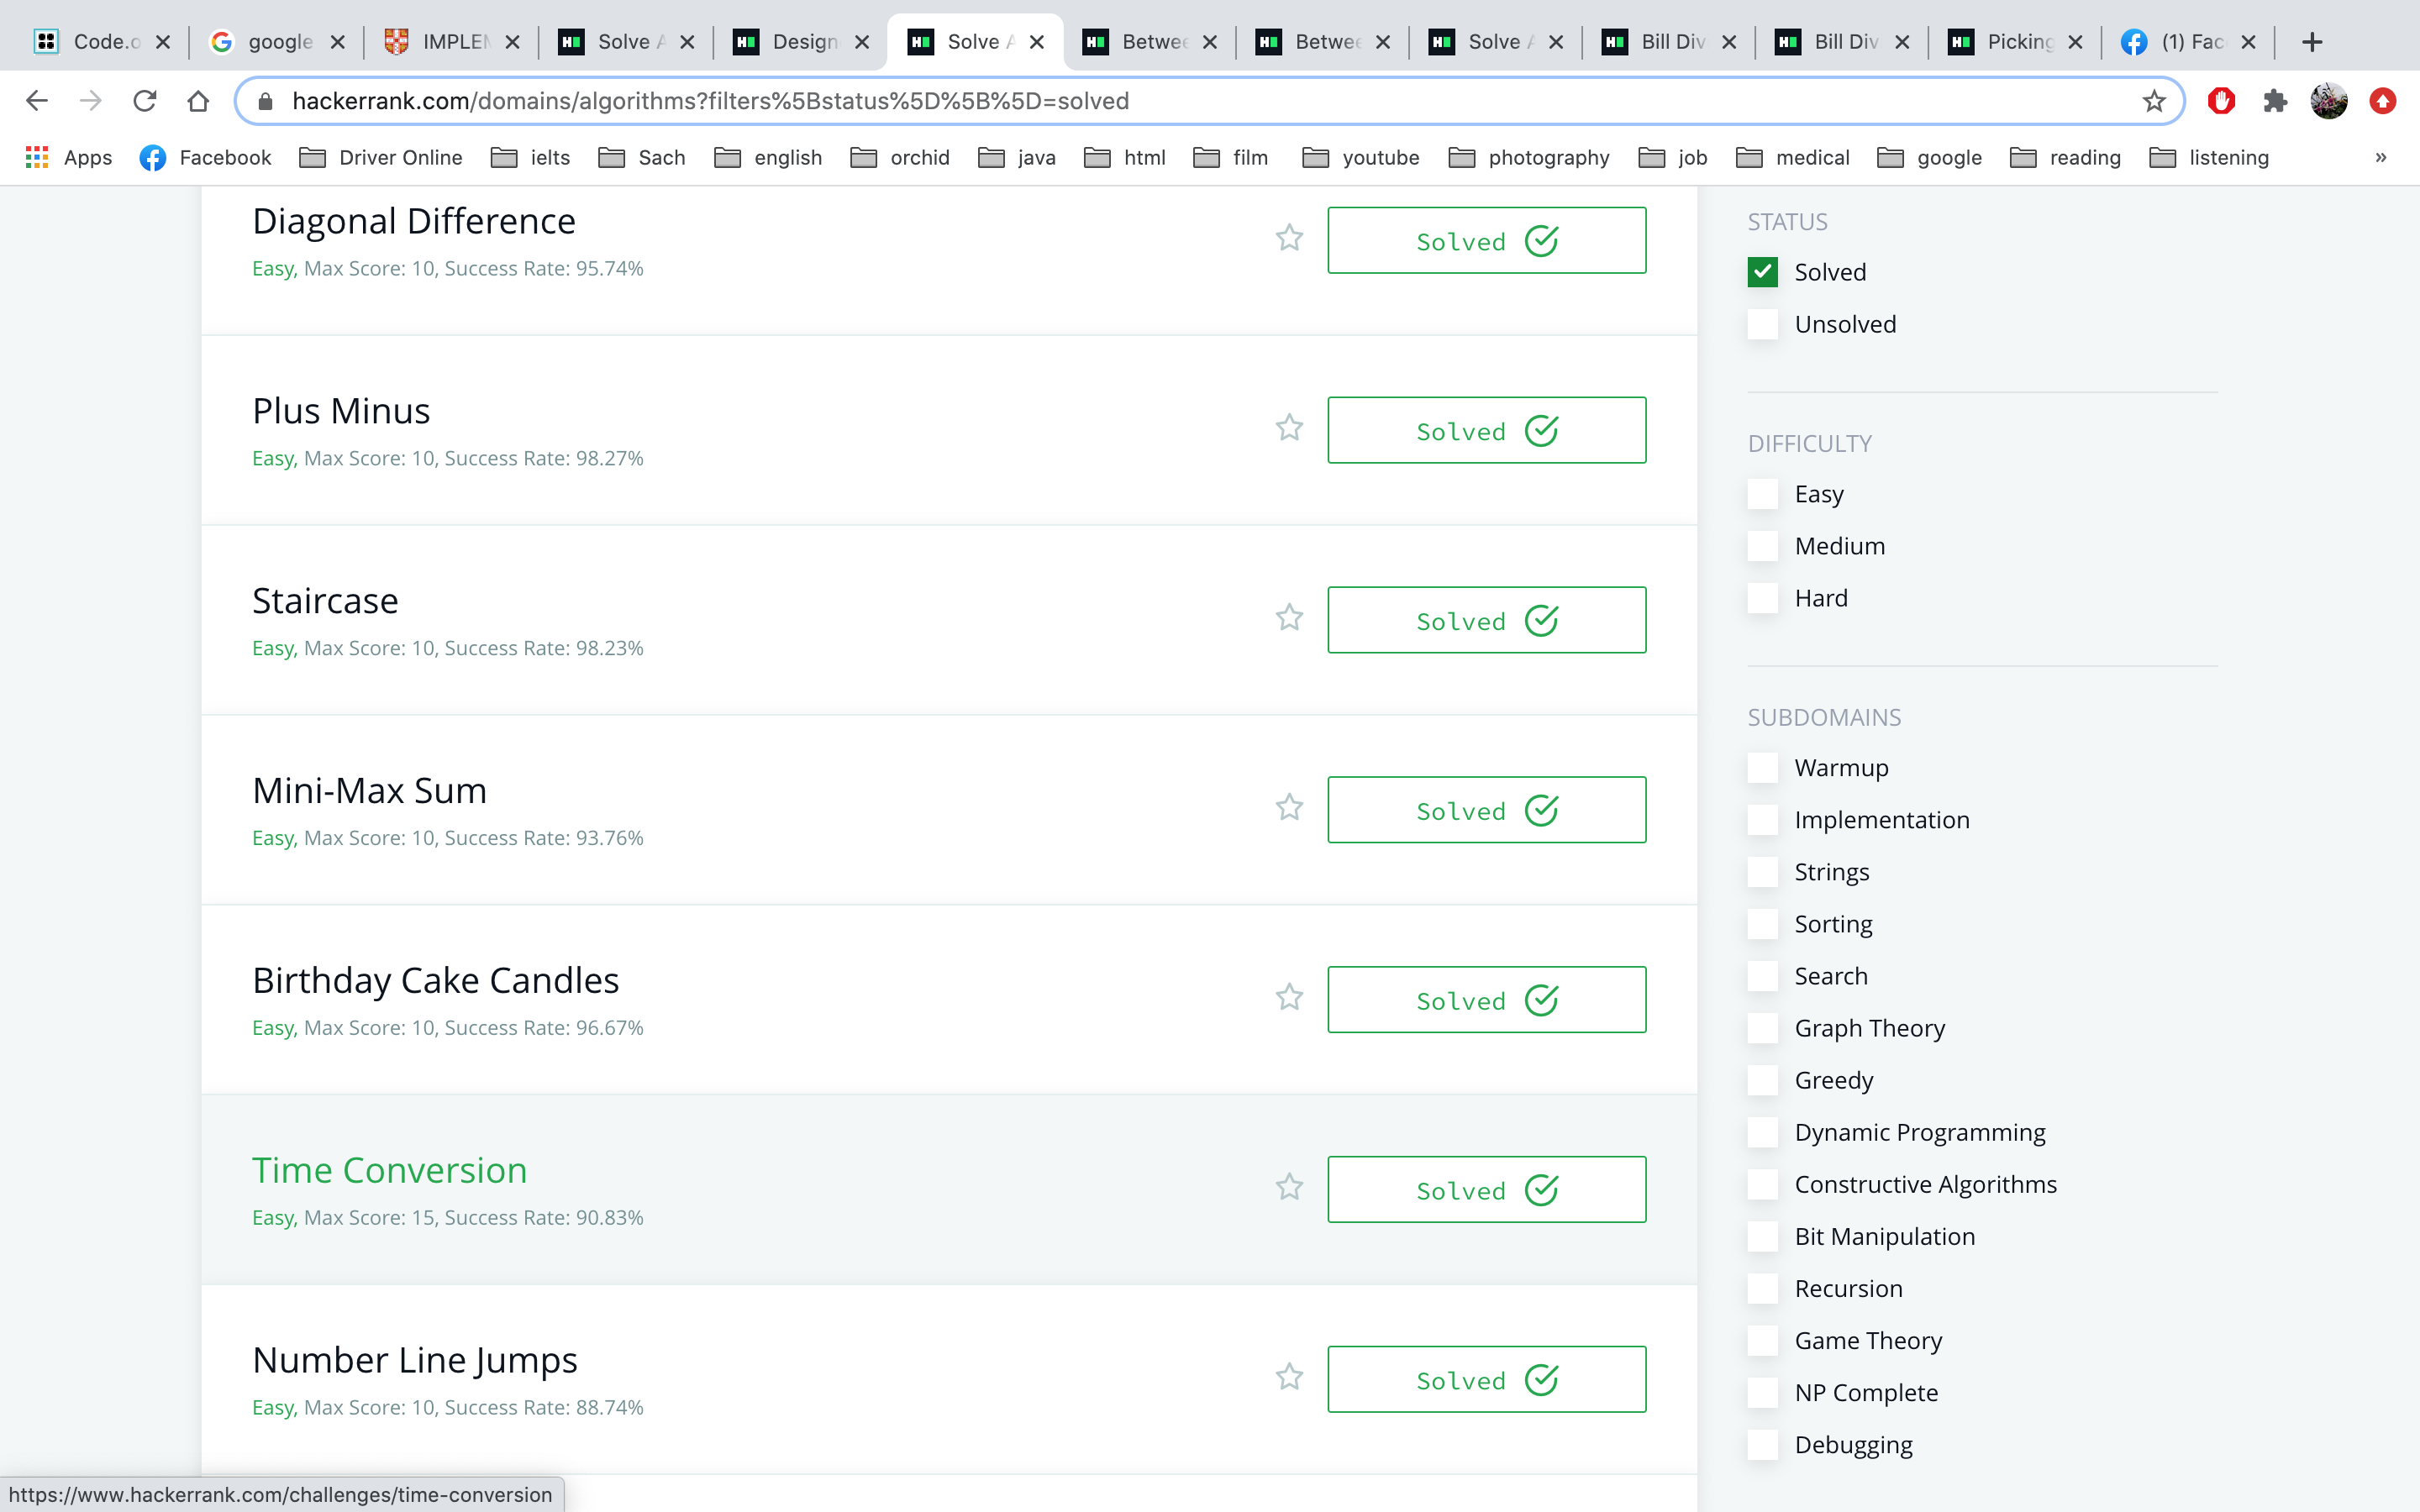 Code.o
google
IMPLEM
Solve A
Design
Solve A
Betwee
Betwee
Solve A
Bill Div
Bill Div
Picking
(1) Fac
hackerrank.com/domains/algorithms?filters%5Bstatus%5D%5B%5D=solved
Apps Facebook Driver Online ielts Sach english orchid java html film youtube photography job medical google reading listening »
Diagonal Difference
Easy, Max Score: 10, Success Rate: 95.74%
Solved
Plus Minus
Easy, Max Score: 10, Success Rate: 98.27%
Solved
Staircase
Easy, Max Score: 10, Success Rate: 98.23%
Solved
Mini-Max Sum
Easy, Max Score: 10, Success Rate: 93.76%
Solved
Birthday Cake Candles
Easy, Max Score: 10, Success Rate: 96.67%
Solved
Time Conversion
Easy, Max Score: 15, Success Rate: 90.83%
Solved
Number Line Jumps
Easy, Max Score: 10, Success Rate: 88.74%
Solved
STATUS
Solved
Unsolved
DIFFICULTY
Easy
Medium
Hard
SUBDOMAINS
Warmup
Implementation
Strings
Sorting
Search
Graph Theory
Greedy
Dynamic Programming
Constructive Algorithms
Bit Manipulation
Recursion
Game Theory
NP Complete
Debugging
https://www.hackerrank.com/challenges/time-conversion